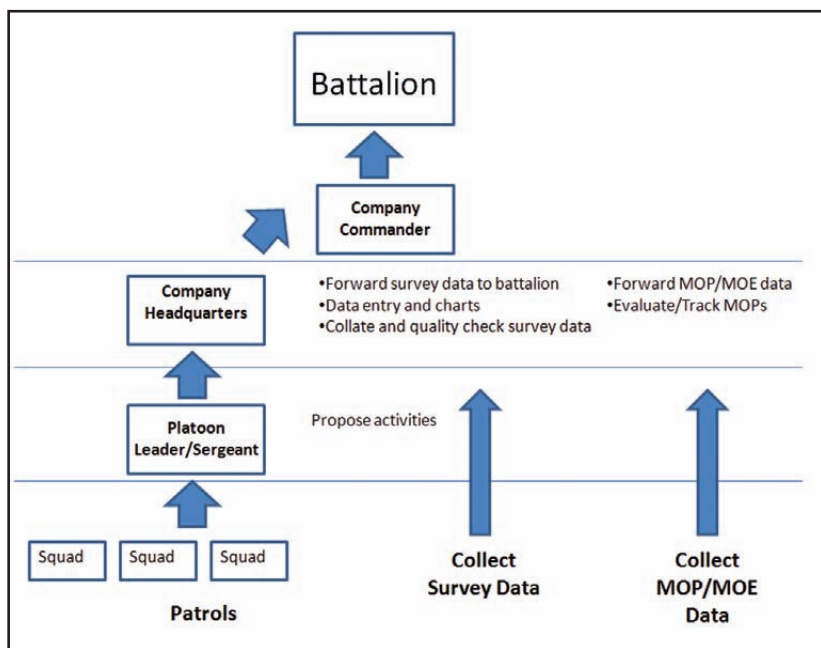 Battalion
Company
Commander
Company
Headquarters
•Forward survey data to battalion
•Data entry and charts
•Collate and quality check survey data
•Forward MOP/MOE data
•Evaluate/Track MOPs
Platoon
Leader/Sergeant
Propose activities
Squad
Squad
Squad
Patrols
Collect
Survey Data
Collect
MOP/MOE
Data